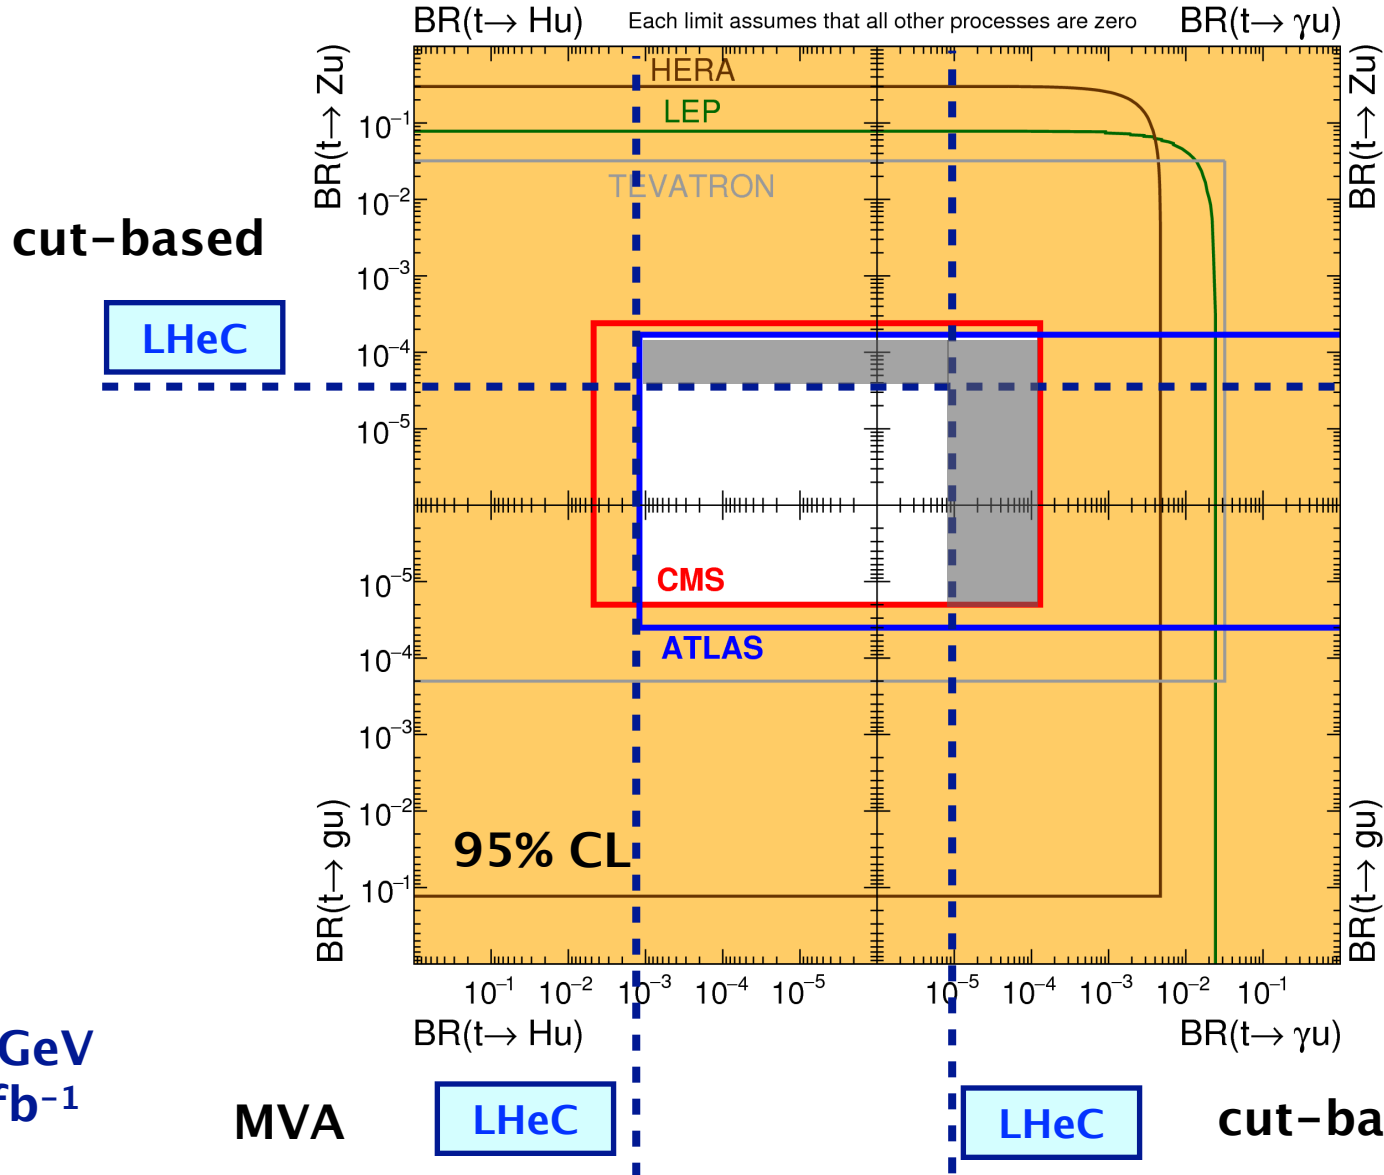 BR(t→ Hu) Each limit assumes that all other processes are zero BR(t→ γu)
BR(t→ Zu)
BR(t→ Zu)
HERA
LEP
TEVATRON
10⁻¹
10⁻²
10⁻³
10⁻⁴
10⁻⁵
cut-based
LHeC
CMS
ATLAS
10⁻⁵
10⁻⁴
10⁻³
10⁻²
10⁻¹
95% CL
BR(t→ gu)
BR(t→ gu)
10⁻¹ 10⁻² 10⁻³ 10⁻⁴ 10⁻⁵ 10⁻⁵ 10⁻⁴ 10⁻³ 10⁻² 10⁻¹
BR(t→ Hu) BR(t→ γu)
GeV
fb⁻¹
MVA LHeC LHeC cut-ba